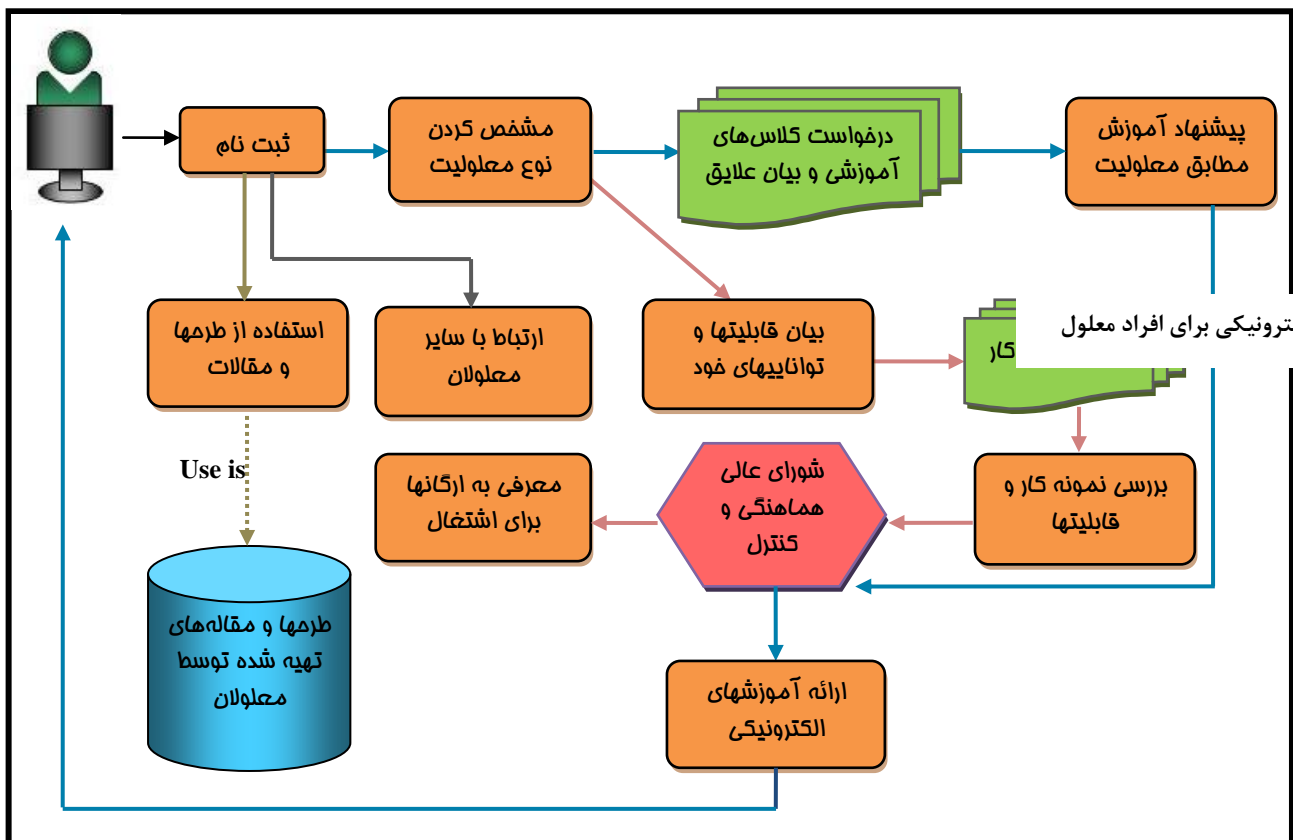 ثبت نام
مشخص کردن
نوع معلولیت
درخواست کلاس‌های
آموزشی و بیان علایق
پیشنهاد آموزش
مطابق معلولیت
استفاده از طرحها
و مقالات
ارتباط با سایر
معلولان
بیان قابلیتها و
تواناییهای خود
کار
ترونیکی برای افراد معلول
Use is
معرفی به ارگانها
برای اشتغال
شورای عالی
هماهنگی و
کنترل
بررسی نمونه کار و
قابلیتها
طرحها و مقاله‌های
تهیه شده توسط
معلولان
ارائه آموزشهای
الکترونیکی